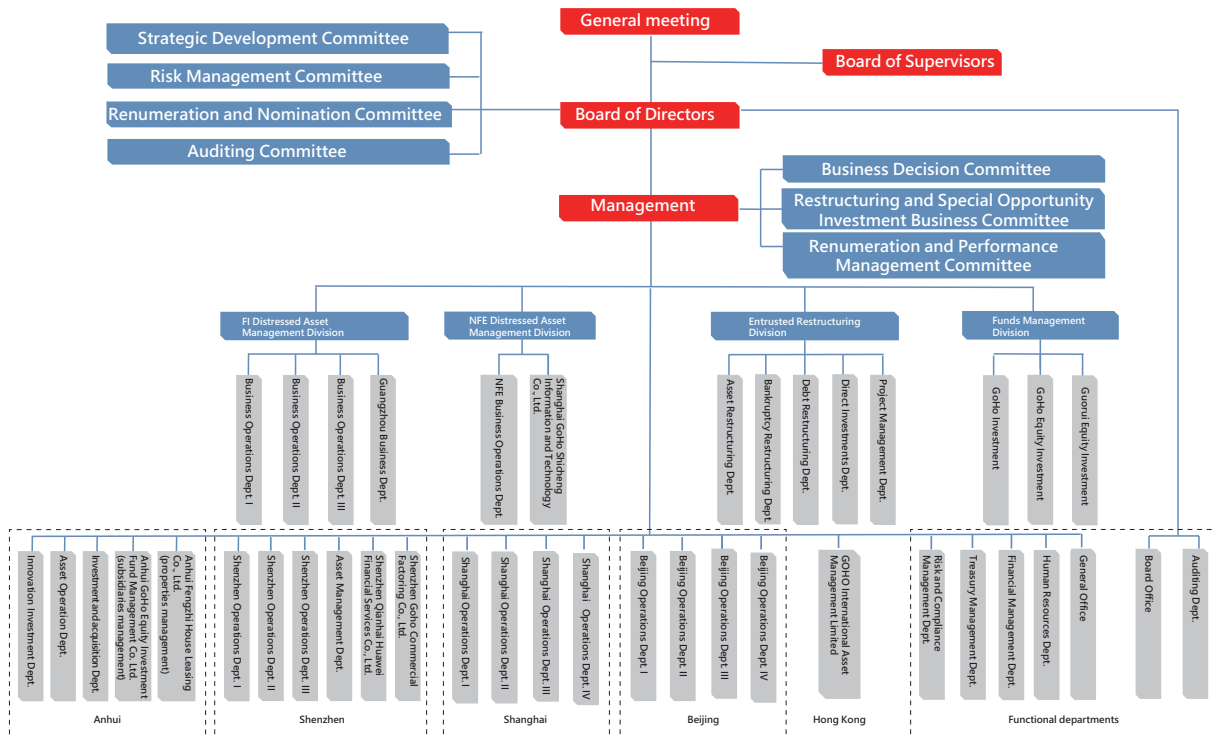 General meeting
Strategic Development Committee
Board of Supervisors
Risk Management Committee
Renumeration and Nomination Committee
Board of Directors
Auditing Committee
Business Decision Committee
Management
Restructuring and Special Opportunity
Investment Business Committee
Renumeration and Performance
Management Committee
FI Distressed Asset
Management Division
NFE Distressed Asset
Management Division
Entrusted Restructuring
Division
Funds Management
Division
Business Operations Dept. I
Business Operations Dept. II
Business Operations Dept. III
Guangzhou Business Dept.
NFE Business Operations Dept.
Shanghai GoHo Shicheng
Information and Technology
Co., Ltd.
Asset Restructuring Dept.
Bankruptcy Restructuring Dept.
Debt Restructuring Dept.
Direct Investments Dept.
Project Management Dept.
GoHo Investment
GoHo Equity Investment
Guorui Equity Investment
Innovation Investment Dept.
Asset Operation Dept.
Investment and acquisition Dept
Anhui GoHo Equity Investment
Fund Management Co. Ltd.
(subsidiaries management)
Anhui Fengzhi House Leasing
Co., Ltd.
(properties management)
Shenzhen Operations Dept. I
Shenzhen Operations Dept. II
Shenzhen Operations Dept. III
Asset Management Dept.
Shenzhen Qianhai Huawei
Financial Services Co., Ltd.
Shenzhen Goho Commercial
Factoring Co., Ltd.
Shanghai Operations Dept. I
Shanghai Operations Dept. II
Shanghai Operations Dept. III
Shanghai Operations Dept. IV
Beijing Operations Dept. I
Beijing Operations Dept. II
Beijing Operations Dept. III
Beijing Operations Dept. IV
GOHO International Asset
Management Limited
Risk and Compliance
Management Dept.
Treasury Management Dept.
Financial Management Dept.
Human Resources Dept.
General Office
Board Office
Auditing Dept.
Anhui
Shenzhen
Shanghai
Beijing
Hong Kong
Functional departments